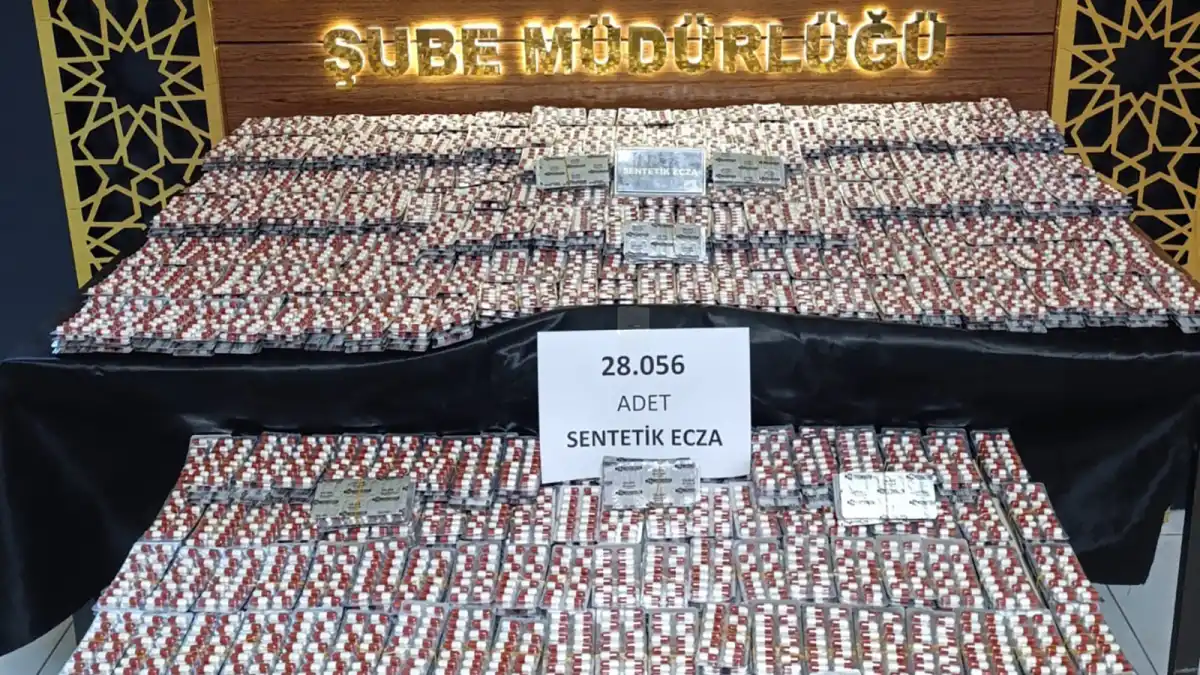 ŞUBE MÜDÜRLÜĞÜ
SENTETİK ECZA
28.056
ADET
SENTETİK ECZA